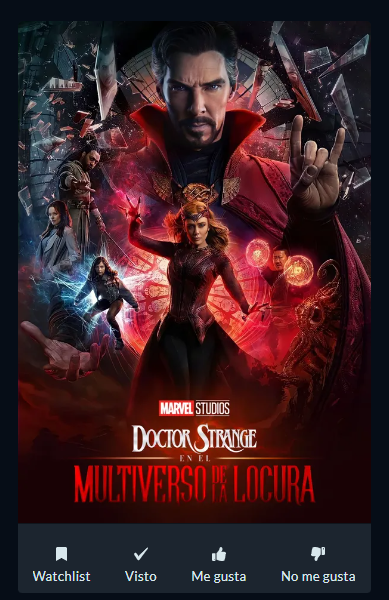 MARVEL STUDIOS
DOCTOR STRANGE
EN EL
MULTIVERSO DE LA LOCURA
Watchlist Visto Me gusta No me gusta